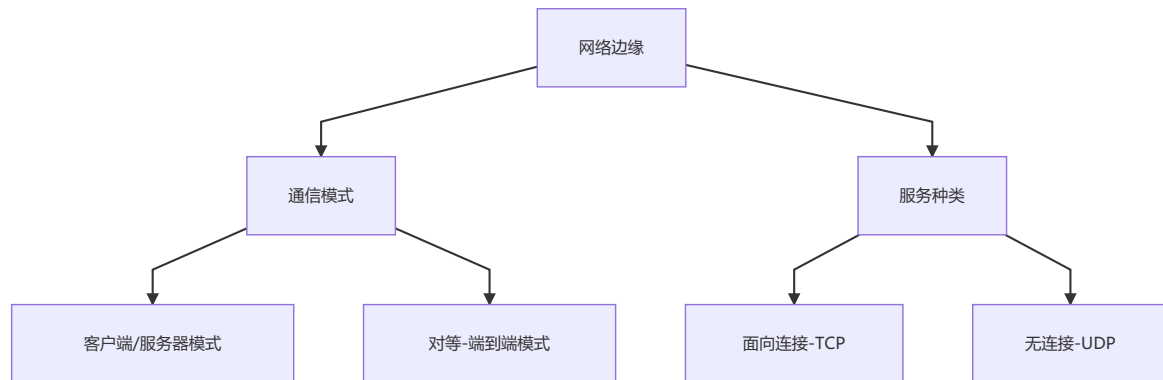 网络边缘
通信模式
服务种类
客户端/服务器模式
对等-端到端模式
面向连接-TCP
无连接-UDP